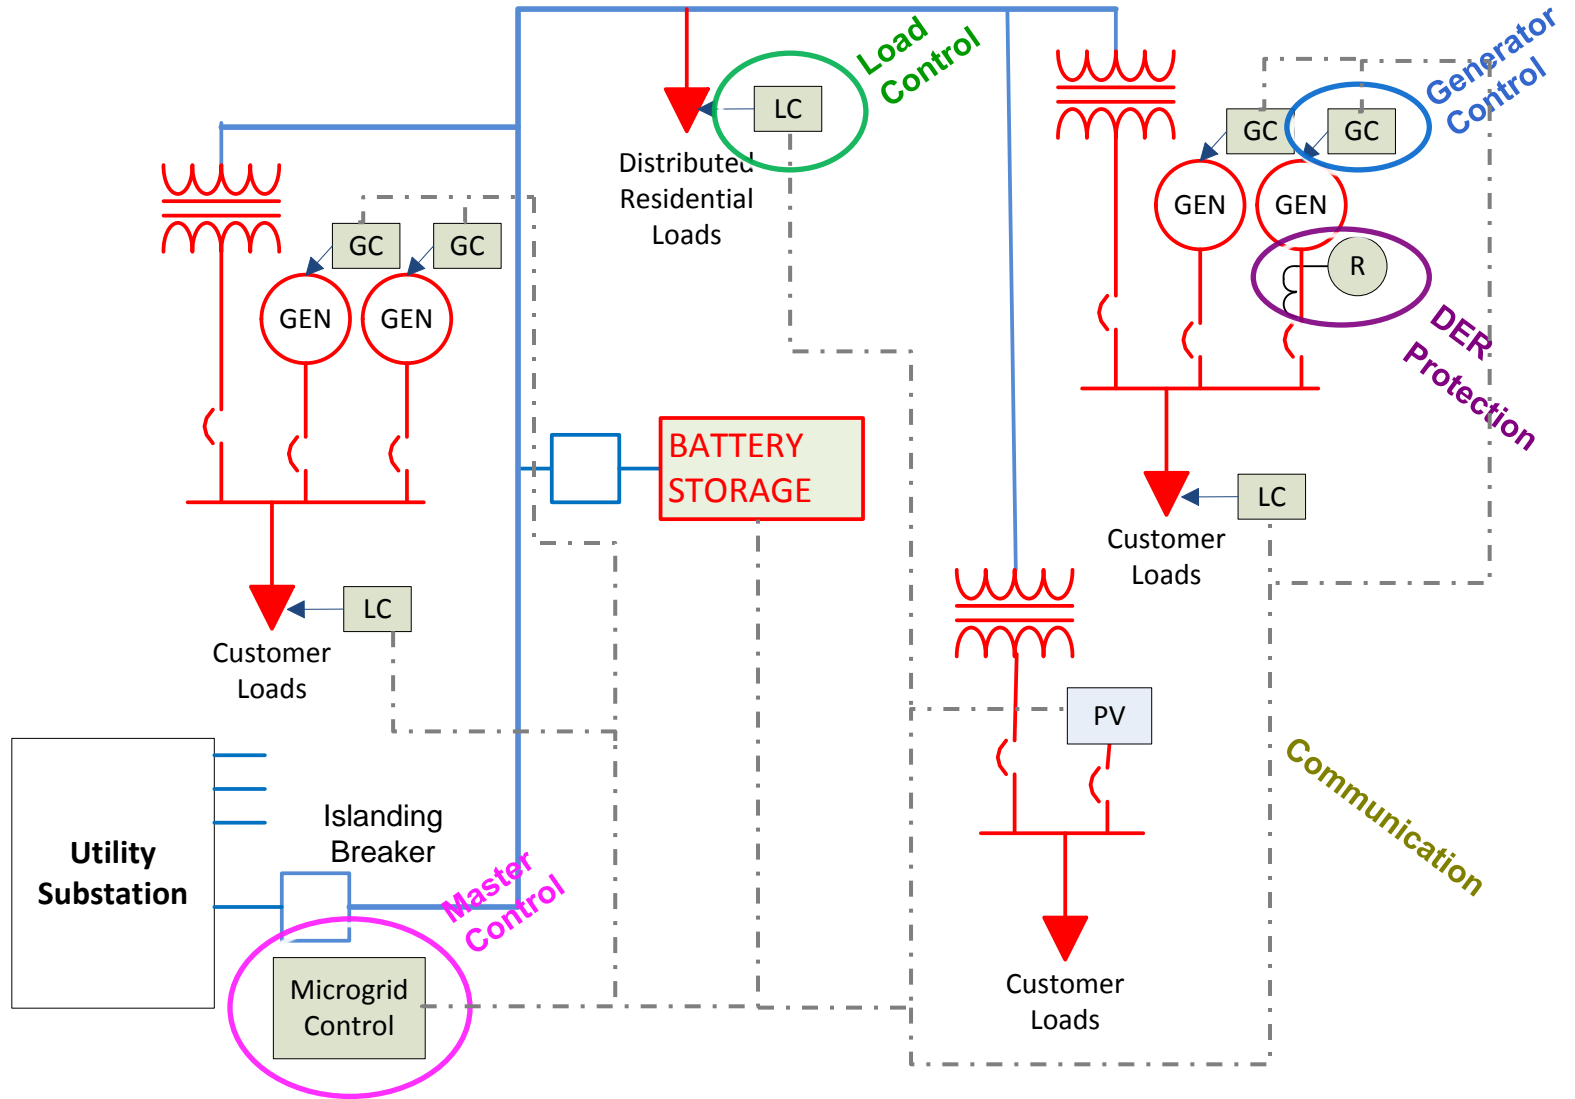 Load
Control
Generator
Control
LC
Distributed
Residential
Loads
GC
GC
GEN
GEN
R
DER
Protection
GC
GC
GEN
GEN
BATTERY
STORAGE
LC
Customer
Loads
LC
Customer
Loads
PV
Communication
Utility
Substation
Islanding
Breaker
Master
Control
Microgrid
Control
Customer
Loads